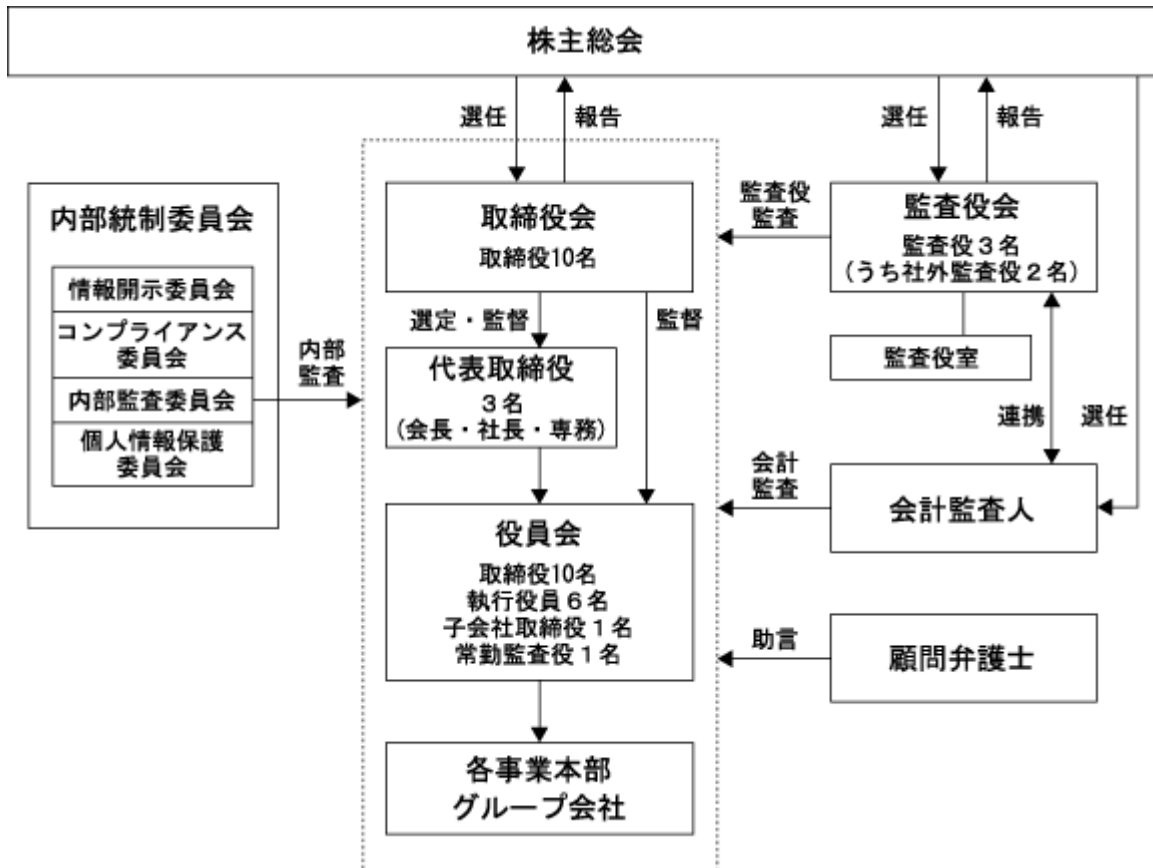 株主総会
選任
報告
選任
報告
内部統制委員会
情報開示委員会
コンプライアンス
委員会
内部監査委員会
個人情報保護
委員会
内部
監査
取締役会
取締役10名
選定・監督
監督
代表取締役
3名
(会長・社長・専務)
役員会
取締役10名
執行役員6名
子会社取締役1名
常勤監査役1名
各事業本部
グループ会社
監査役
監査
監査役会
監査役3名
(うち社外監査役2名)
監査役室
連携
選任
会計
監査
会計監査人
助言
顧問弁護士